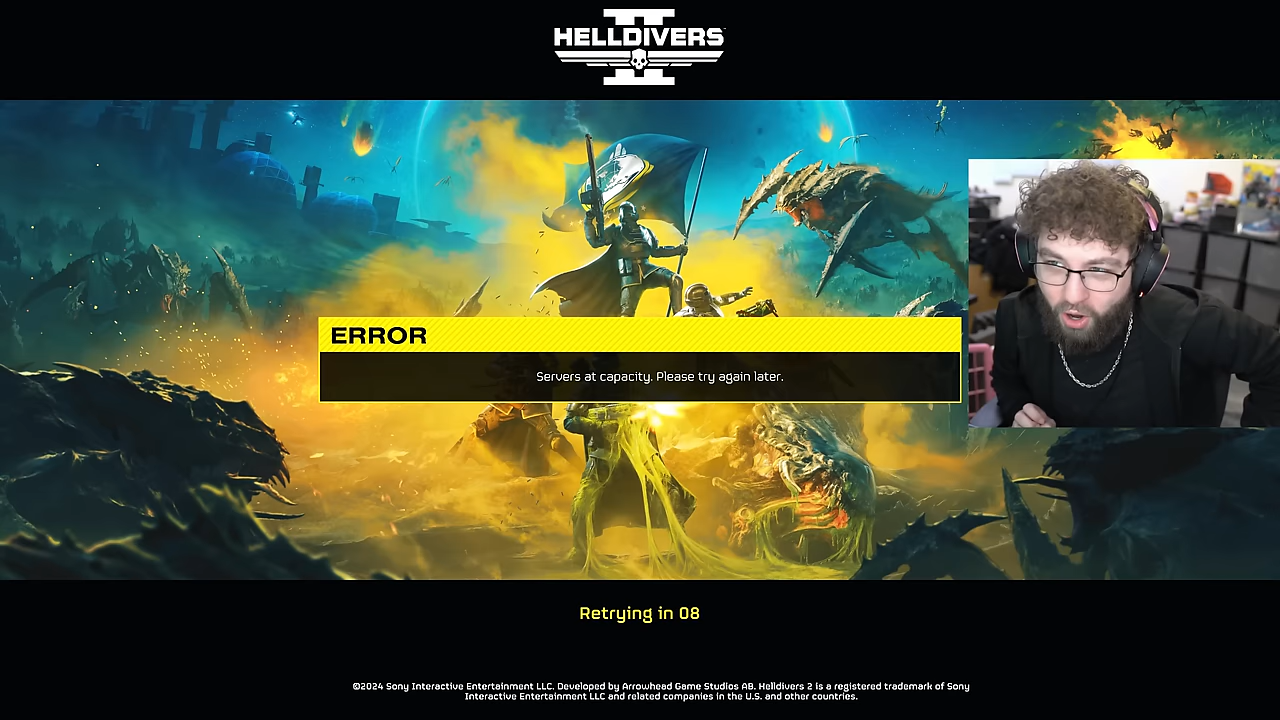 HELLDIVERS
II
ERROR
Servers at capacity. Please try again later.
Retrying in 08
©2024 Sony Interactive Entertainment LLC. Developed by Arrowhead Game Studios AB. Helldivers 2 is a registered trademark of Sony
Interactive Entertainment LLC and related companies in the U.S. and other countries.